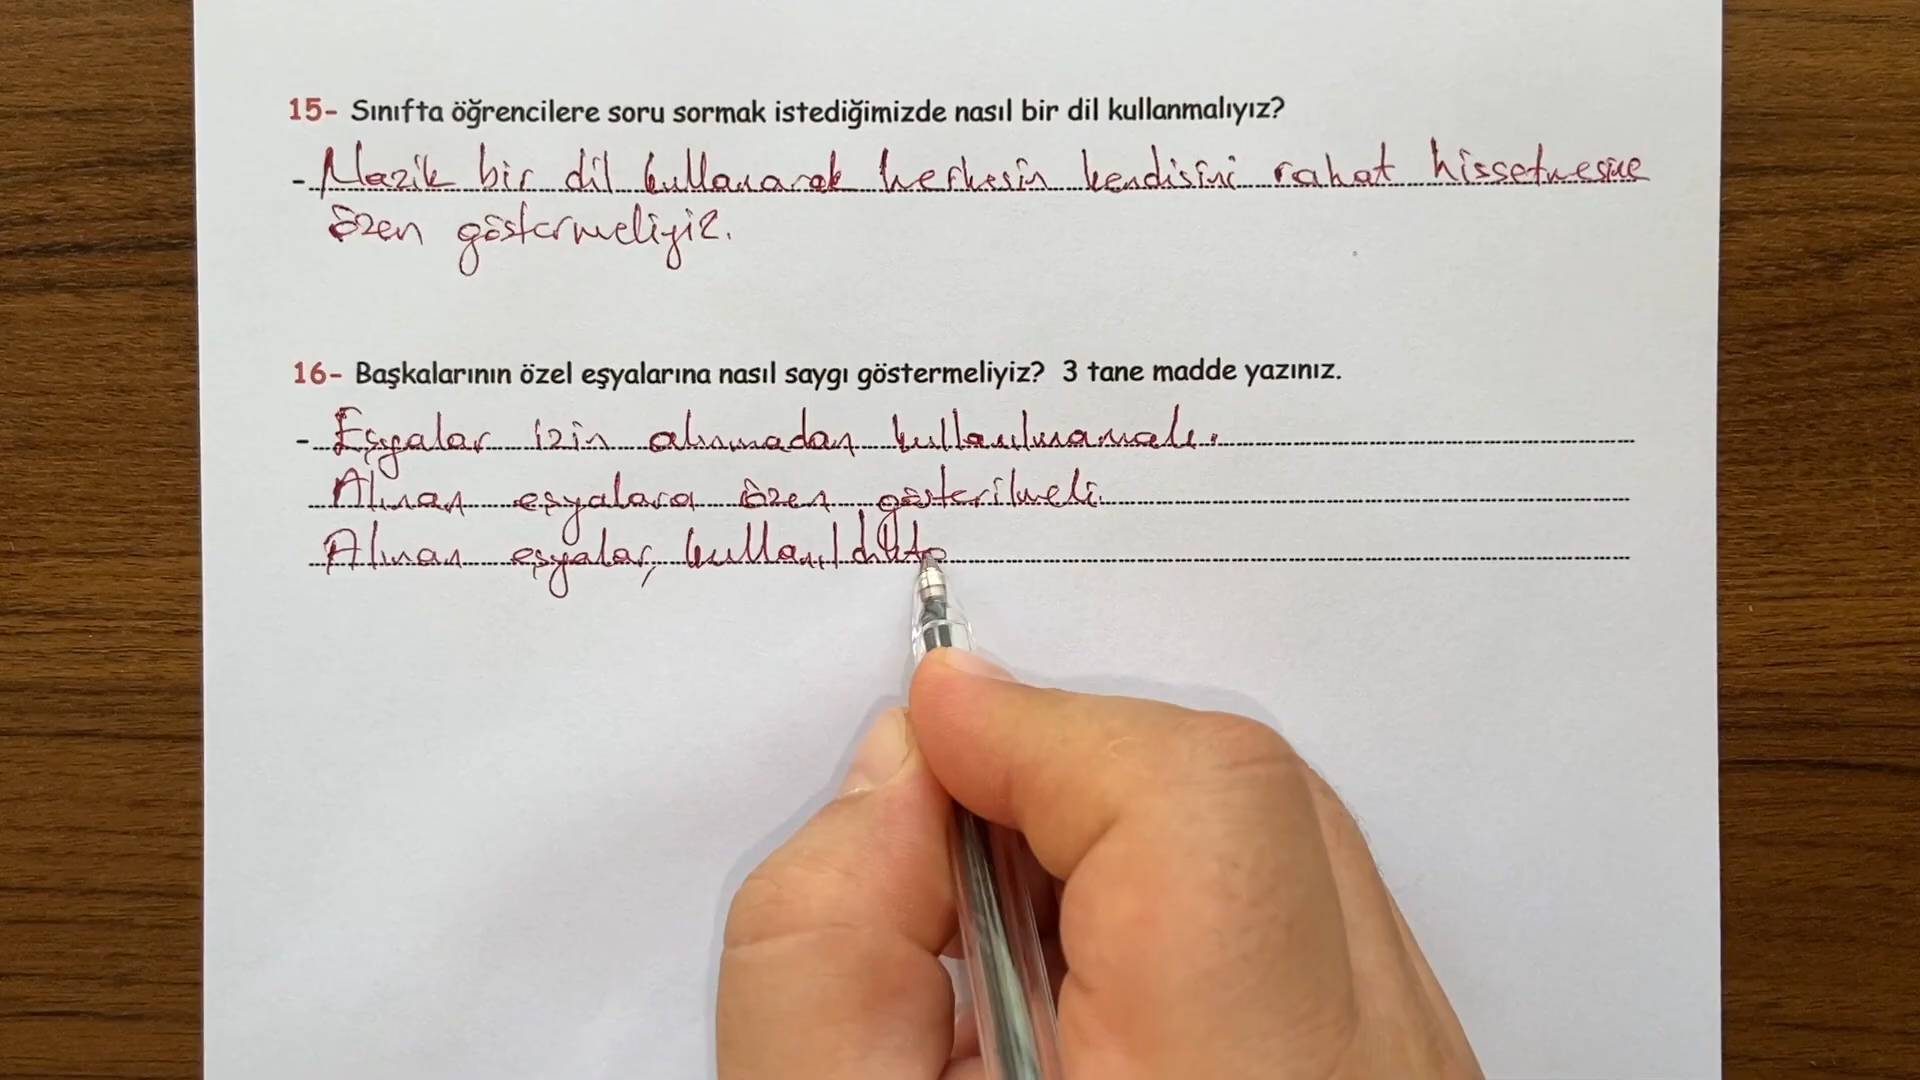 15- Sınıfta öğrencilere soru sormak istediğimizde nasıl bir dil kullanmalıyız?
- Nazik bir dil kullanarak herkesin kendisini rahat hissetmesine
özen göstermeliyiz.
16- Başkalarının özel eşyalarına nasıl saygı göstermeliyiz? 3 tane madde yazınız.
- Eşyalar izin alınmadan kullanılmamalı.
Alınan eşyalara özen gösterilmeli.
Alınan eşyalar,